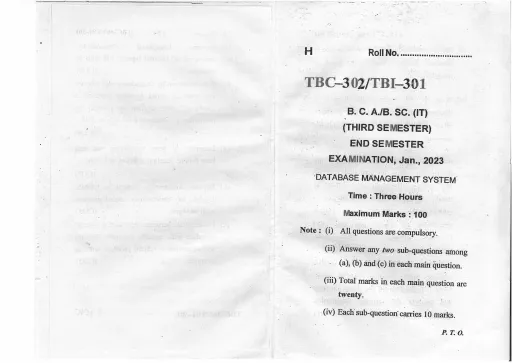 H Roll No. ................................
TBC–302/TBI–301
B. C. A./B. SC. (IT)
(THIRD SEMESTER)
END SEMESTER
EXAMINATION, Jan., 2023
DATABASE MANAGEMENT SYSTEM
Time : Three Hours
Maximum Marks : 100
Note : (i) All questions are compulsory.
(ii) Answer any two sub-questions among
(a), (b) and (c) in each main question.
(iii) Total marks in each main question are
twenty.
(iv) Each sub-question carries 10 marks.
P. T. O.